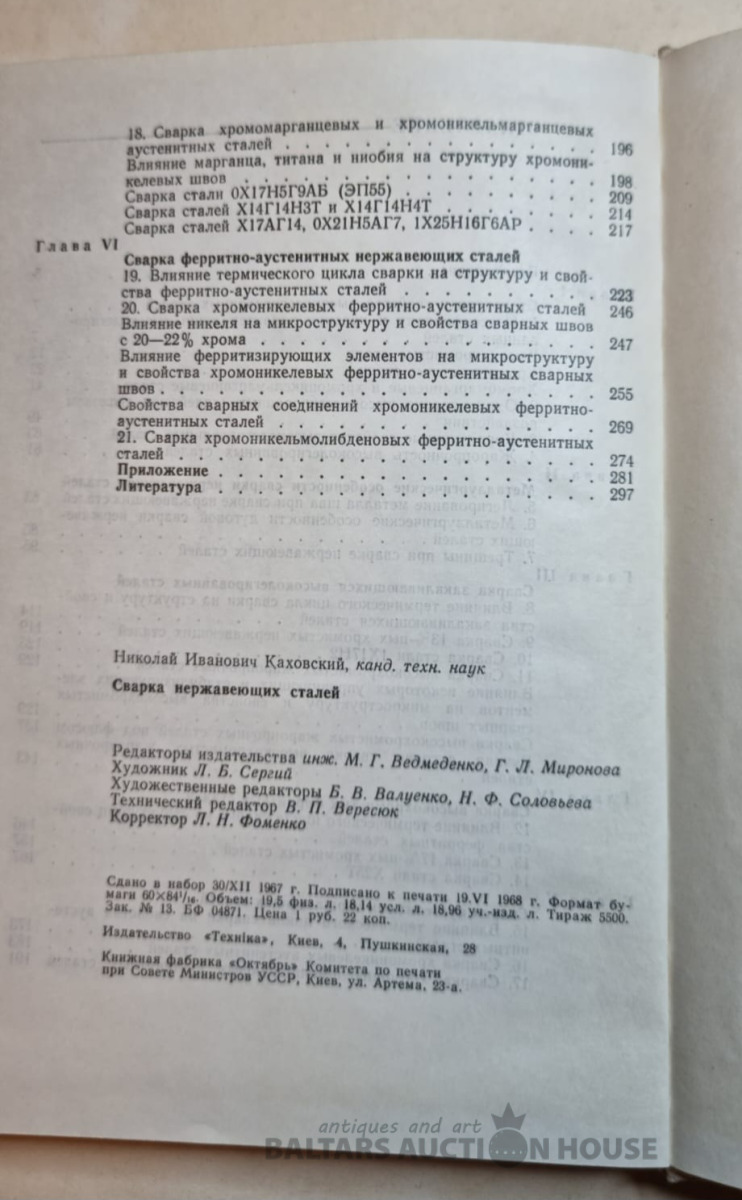 18. Сварка хромомарганцевых и хромоникельмарганцевых
аустенитных сталей . . . . . . . . . . . . . . . 196
Влияние марганца, титана и ниобия на структуру хромони-
келевых швов . . . . . . . . . . . . . . . . . 198
Сварка стали 0Х17Н5Г9АБ (ЭП55) . . . . . . . . . . 209
Сварка сталей Х14Г14Н3Т и Х14Г14Н4Т . . . . . . . . 214
Сварка сталей Х17АГ14, 0Х21Н5АГ7, 1Х25Н16Г6АР . . . . 217
Глава VI
Сварка ферритно-аустенитных нержавеющих сталей
19. Влияние термического цикла сварки на структуру и свой-
ства ферритно-аустенитных сталей . . . . . . . . . . 223
20. Сварка хромоникелевых ферритно-аустенитных сталей 246
Влияние никеля на микроструктуру и свойства сварных швов
с 20—22% хрома . . . . . . . . . . . . . . . . 247
Влияние ферритизирующих элементов на микроструктуру
и свойства хромоникелевых ферритно-аустенитных сварных
швов . . . . . . . . . . . . . . . . . . . . 255
Свойства сварных соединений хромоникелевых ферритно-
аустенитных сталей . . . . . . . . . . . . . . . 269
21. Сварка хромоникельмолибденовых ферритно-аустенитных
сталей . . . . . . . . . . . . . . . . . . . . 274
Приложение . . . . . . . . . . . . . . . . . . 281
Литература . . . . . . . . . . . . . . . . . . 297
Николай Иванович Каховский, канд. техн. наук
Сварка нержавеющих сталей
Редакторы издательства инж. М. Г. Ведмеденко, Г. Л. Миронова
Художник Л. Б. Сергий
Художественные редакторы Б. В. Валуенко, Н. Ф. Соловьева
Технический редактор В. П. Вересюк
Корректор Л. Н. Фоменко
Сдано в набор 30/XII 1967 г. Подписано к печати 19.VI 1968 г. Формат бу-
маги 60×84¹/₁₆. Объем: 19,5 физ. л. 18,14 усл. л. 18,96 уч.-изд. л. Тираж 5500.
Зак. № 13. БФ 04871. Цена 1 руб. 22 коп.
Издательство «Технiка», Киев, 4, Пушкинская, 28
Книжная фабрика «Октябрь» Комитета по печати
при Совете Министров УССР, Киев, ул. Артема, 23-а.
antiques and art
BALTARS AUCTION HOUSE